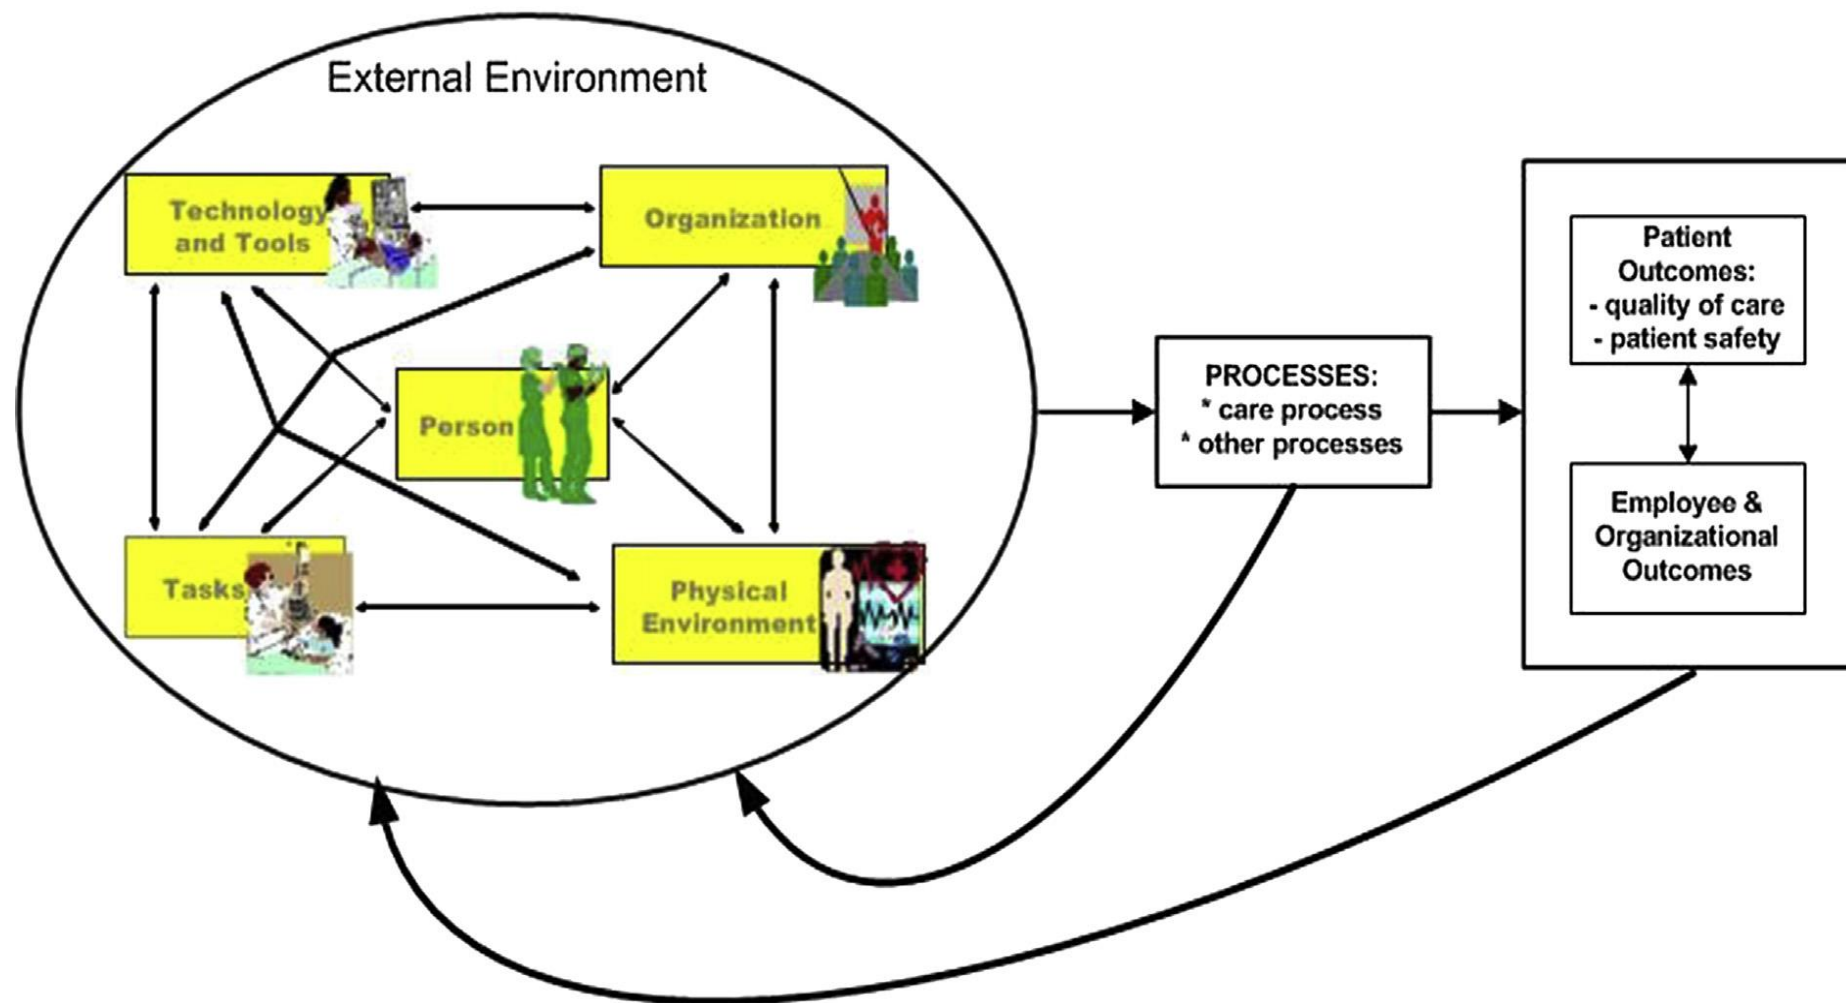 External Environment
Technology
and Tools
Organization
Person
Tasks
Physical
Environment
PROCESSES:
* care process
* other processes
Patient
Outcomes:
- quality of care
- patient safety
Employee &
Organizational
Outcomes